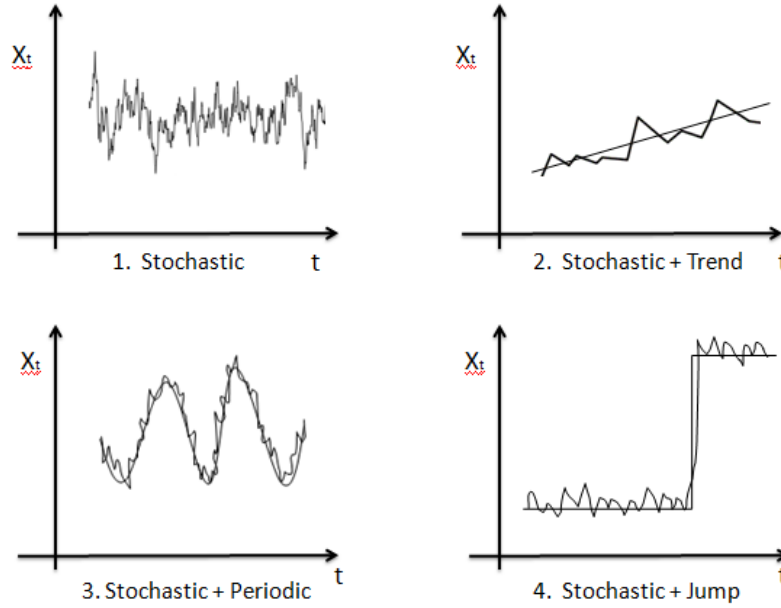 Xt
Xt
1. Stochastic
t
2. Stochastic + Trend
t
Xt
Xt
3. Stochastic + Periodic
t
4. Stochastic + Jump
t